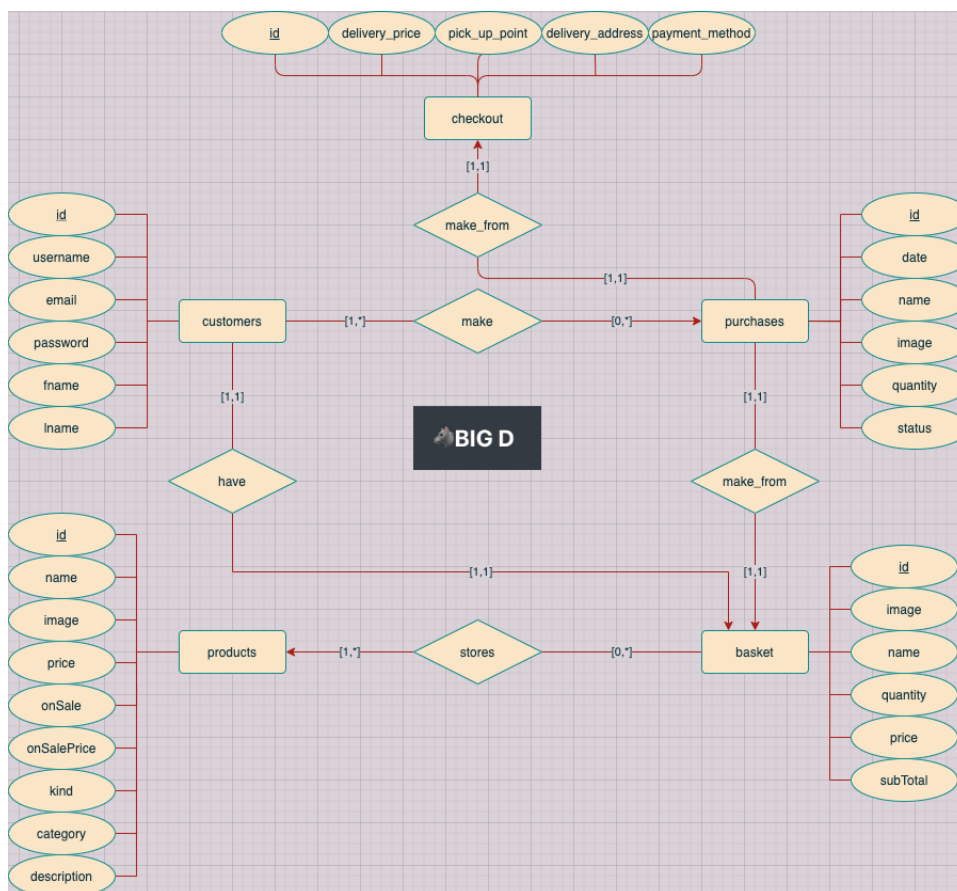 id
delivery_price
pick_up_point
delivery_address
payment_method
checkout
[1,1]
make_from
[1,1]
id
username
email
password
fname
lname
customers
[1,*]
make
[0,*]
purchases
id
date
name
image
quantity
status
[1,1]
[1,1]
BIG D
have
make_from
[1,1]
[1,1]
id
name
image
price
onSale
onSalePrice
kind
category
description
products
[1,*]
stores
[0,*]
basket
id
image
name
quantity
price
subTotal